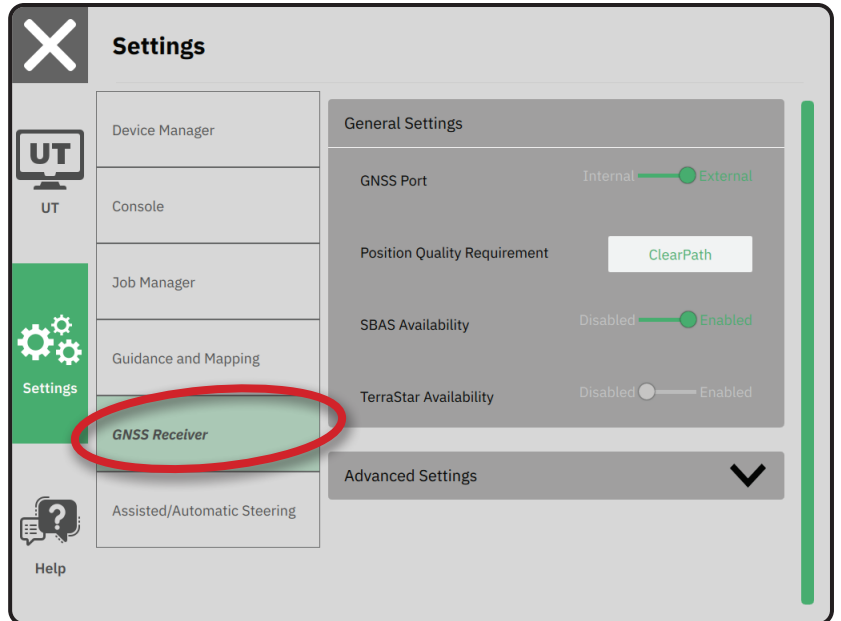 Settings
UT
UT
Settings
Help
Device Manager
Console
Job Manager
Guidance and Mapping
GNSS Receiver
Assisted/Automatic Steering
General Settings
GNSS Port
Internal External
Position Quality Requirement
ClearPath
SBAS Availability
Disabled Enabled
TerraStar Availability
Disabled Enabled
Advanced Settings